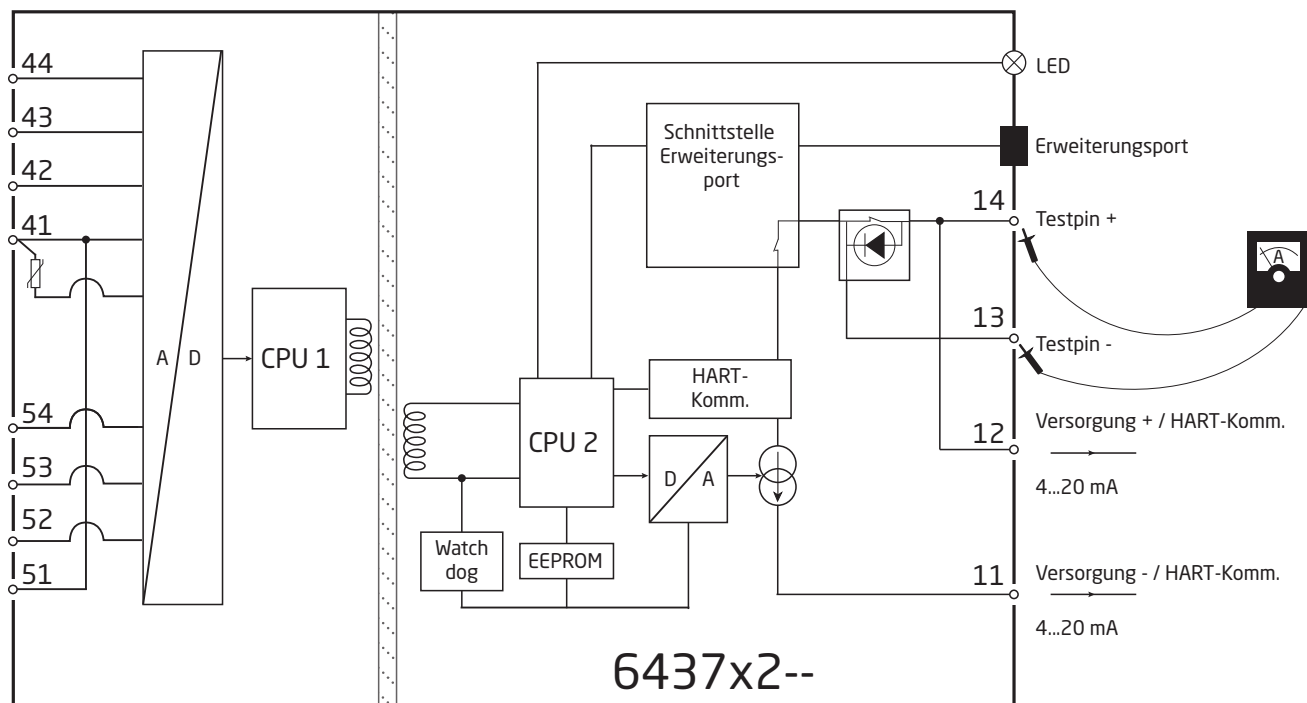 44
43
42
41
54
53
52
51
A D
CPU 1
CPU 2
Watch
dog
EEPROM
D A
HART-
Komm.
Schnittstelle
Erweiterungs-
port
LED
Erweiterungsport
14
Testpin +
A
13
Testpin -
12
Versorgung + / HART-Komm.
4...20 mA
11
Versorgung - / HART-Komm.
4...20 mA
6437x2--